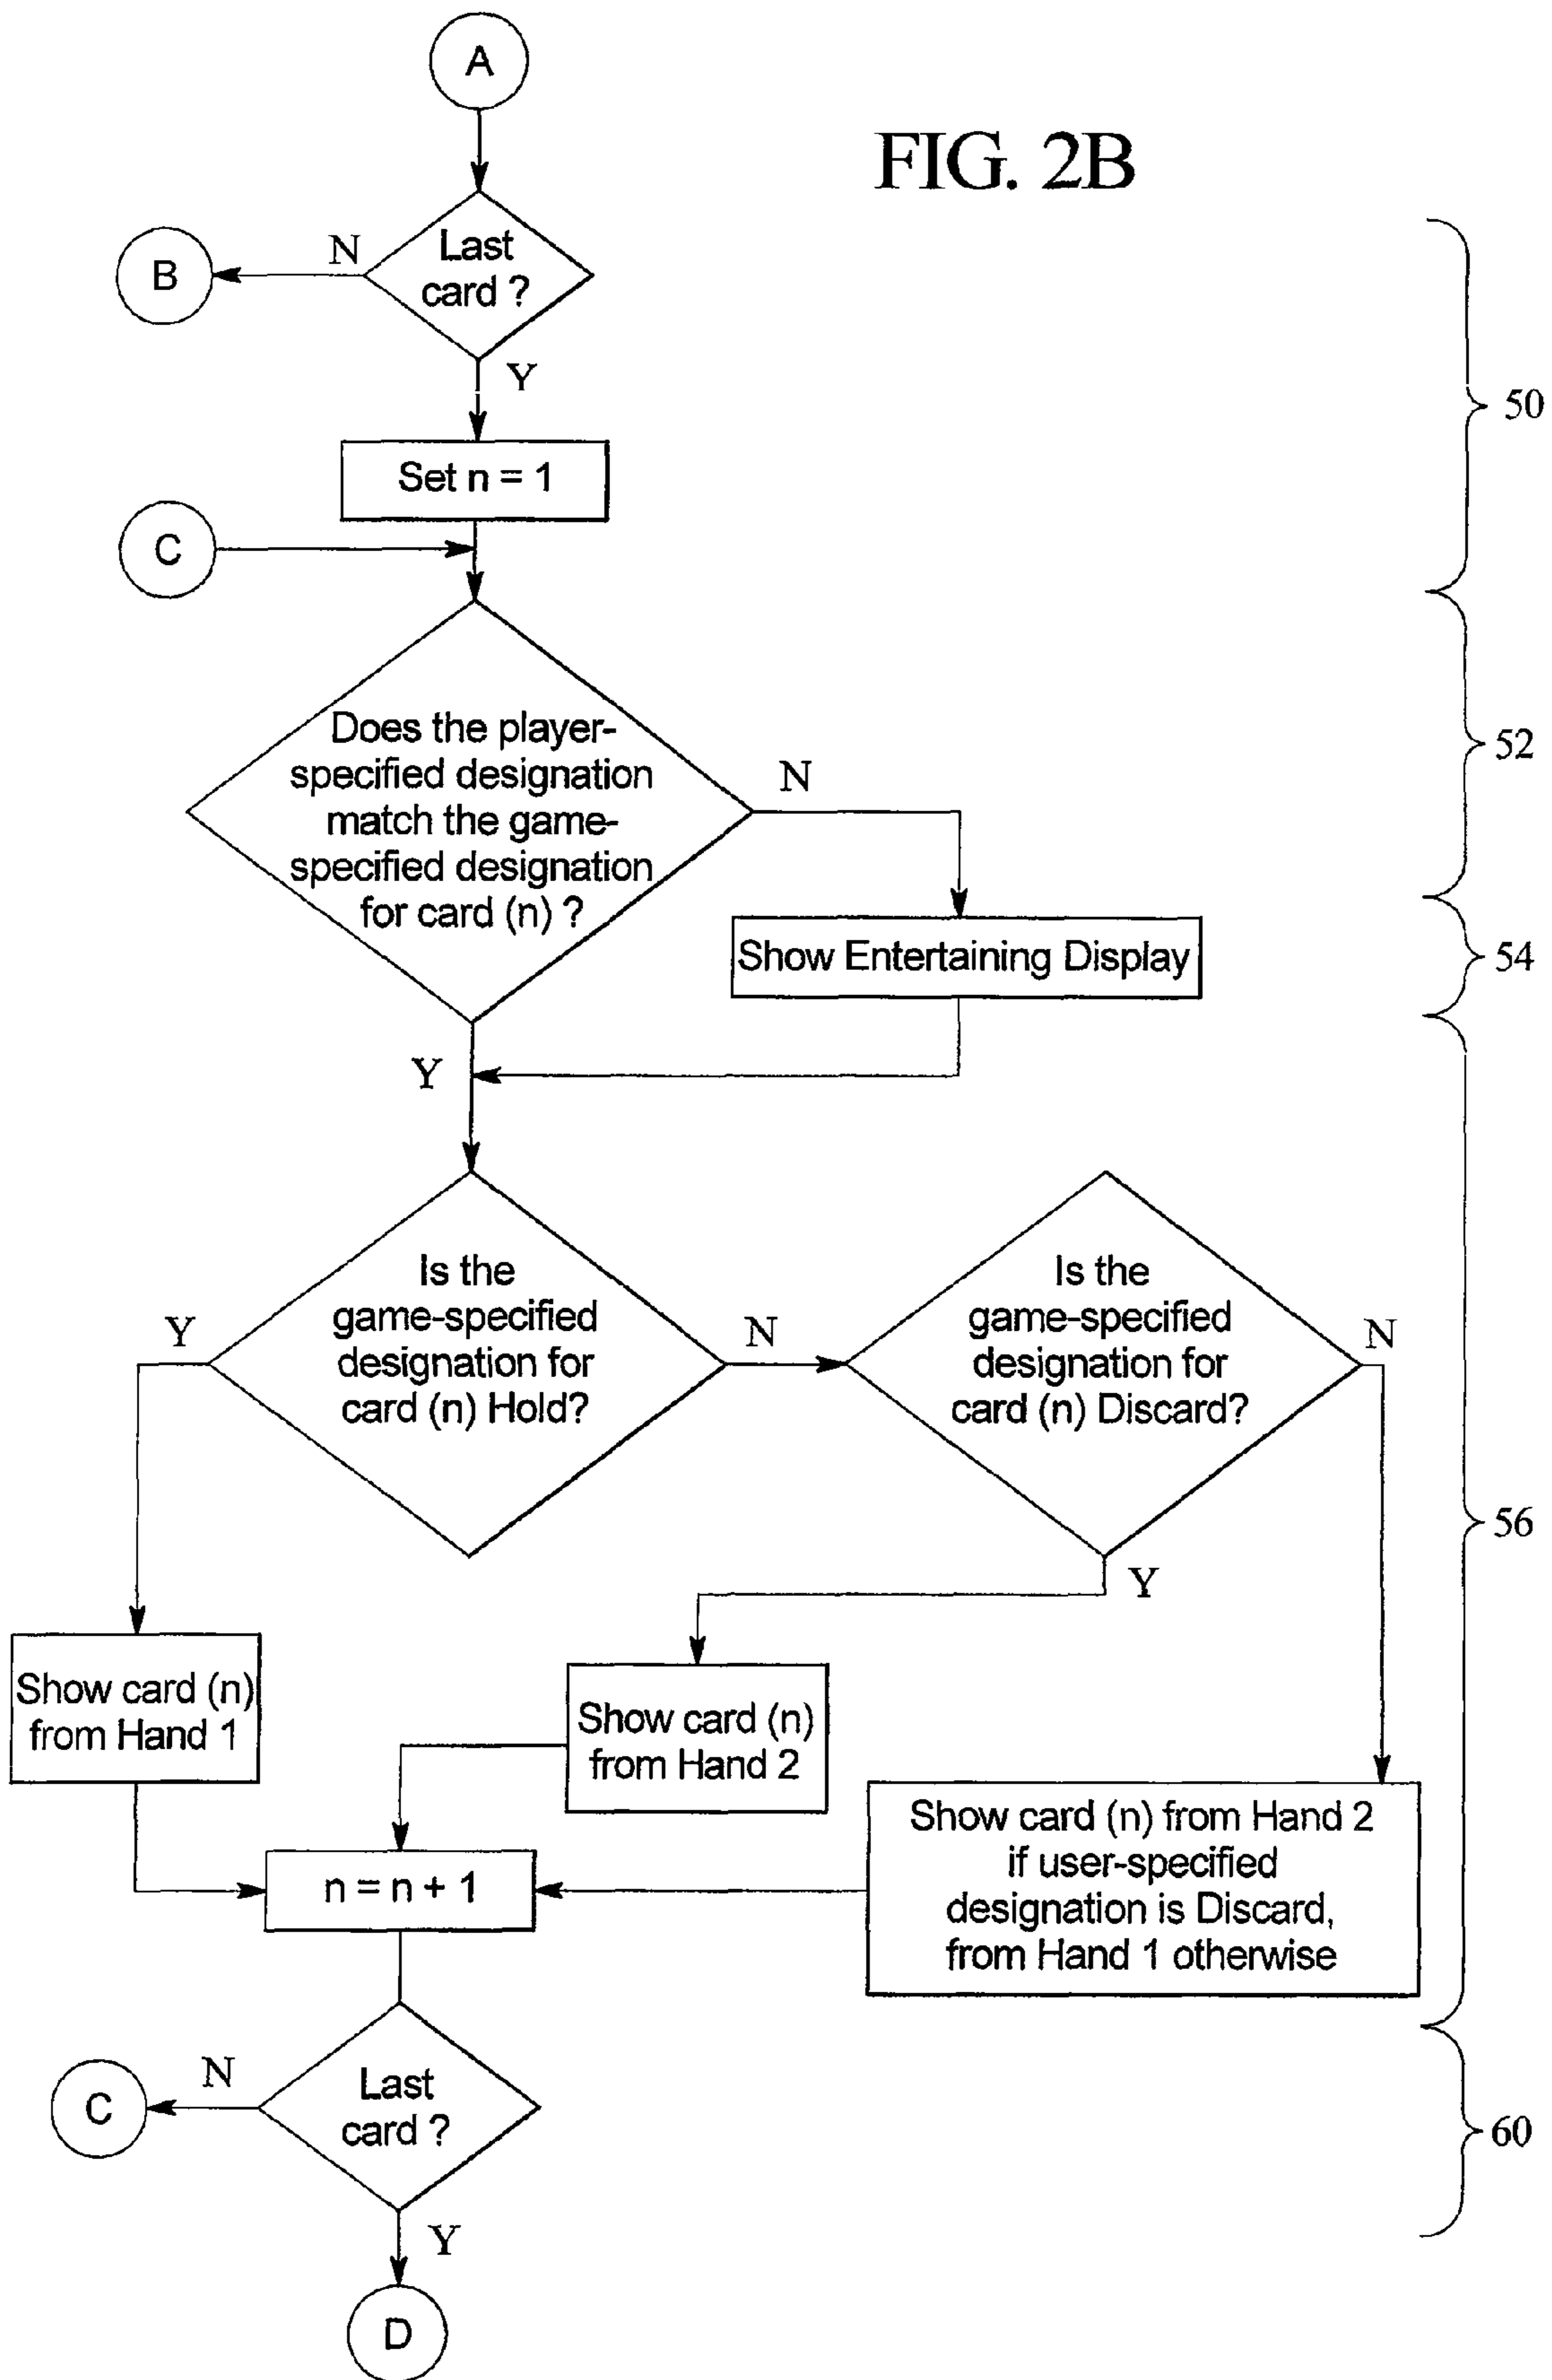 A
FIG. 2B
Last
card ?
N
B
Y
50
Set n = 1
C
Does the player-
specified designation
match the game-
specified designation
for card (n) ?
N
52
Show Entertaining Display
54
Y
Is the
game-specified
designation for
card (n) Hold?
Y
N
Is the
game-specified
designation for
card (n) Discard?
N
Y
56
Show card (n)
from Hand 1
Show card (n)
from Hand 2
Show card (n) from Hand 2
if user-specified
designation is Discard,
from Hand 1 otherwise
n = n + 1
Last
card ?
N
C
60
Y
D